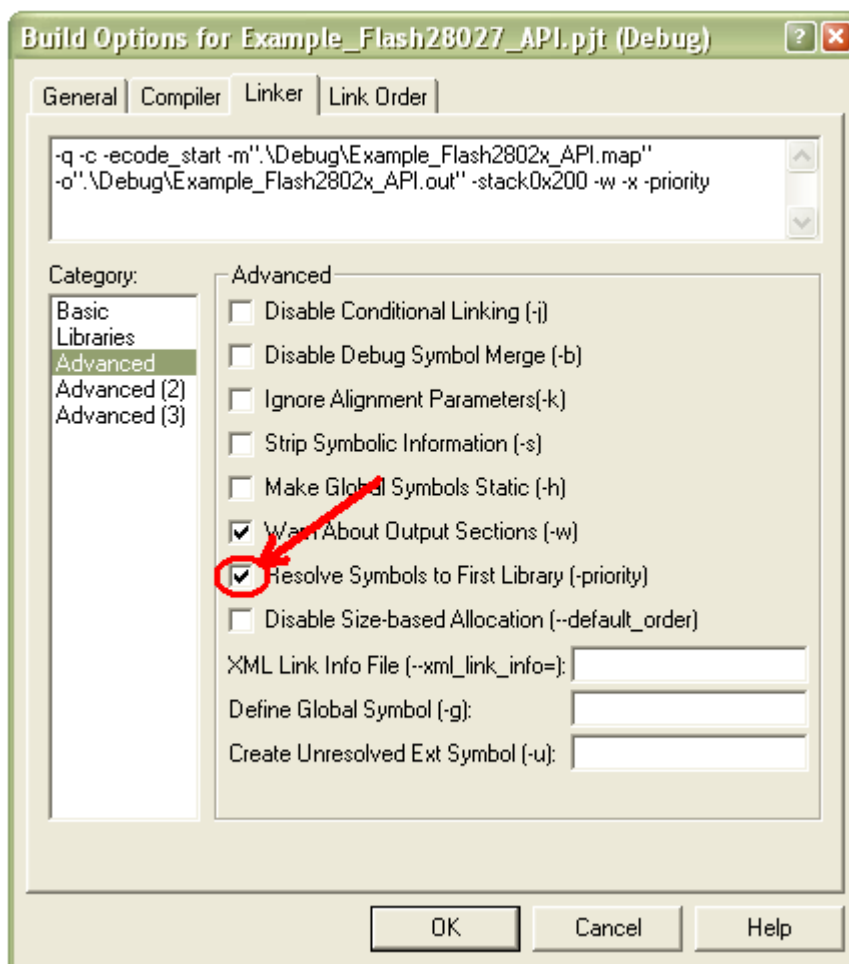 Build Options for Example_Flash28027_API.pjt (Debug)
General
Compiler
Linker
Link Order
-q -c -ecode_start -m".\Debug\Example_Flash2802x_API.map"
-o".\Debug\Example_Flash2802x_API.out" -stack0x200 -w -x -priority
Category:
Basic
Libraries
Advanced
Advanced (2)
Advanced (3)
Advanced
Disable Conditional Linking (-j)
Disable Debug Symbol Merge (-b)
Ignore Alignment Parameters(-k)
Strip Symbolic Information (-s)
Make Global Symbols Static (-h)
Warn About Output Sections (-w)
Resolve Symbols to First Library (-priority)
Disable Size-based Allocation (--default_order)
XML Link Info File (--xml_link_info=):
Define Global Symbol (-g):
Create Unresolved Ext Symbol (-u):
OK
Cancel
Help